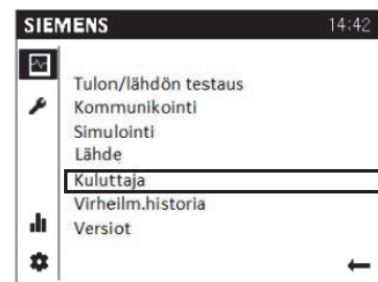 SIEMENS 14:42
Tulon/lähdön testaus
Kommunikointi
Simulointi
Lähde
Kuluttaja
Virheilm.historia
Versiot